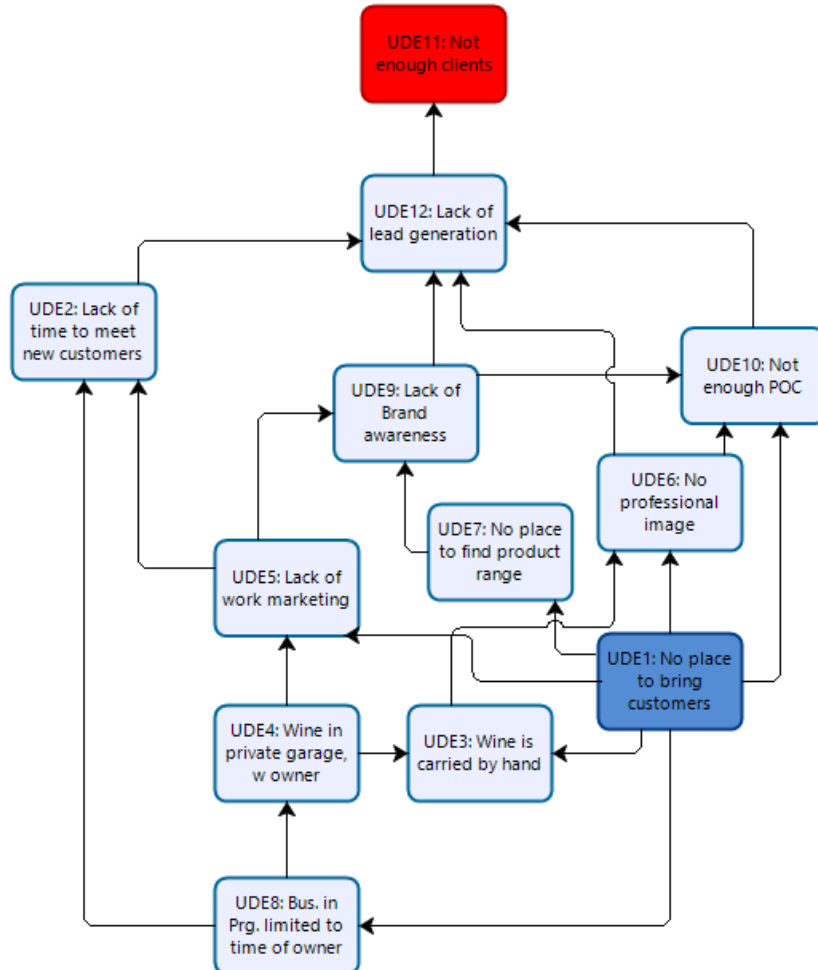 UDE11: Not
enough clients
UDE12: Lack of
lead generation
UDE2: Lack of
time to meet
new customers
UDE10: Not
enough POC
UDE9: Lack of
Brand
awareness
UDE6: No
professional
image
UDE7: No place
to find product
range
UDE5: Lack of
work marketing
UDE1: No place
to bring
customers
UDE4: Wine in
private garage,
w owner
UDE3: Wine is
carried by hand
UDE8: Bus. in
Prg. limited to
time of owner